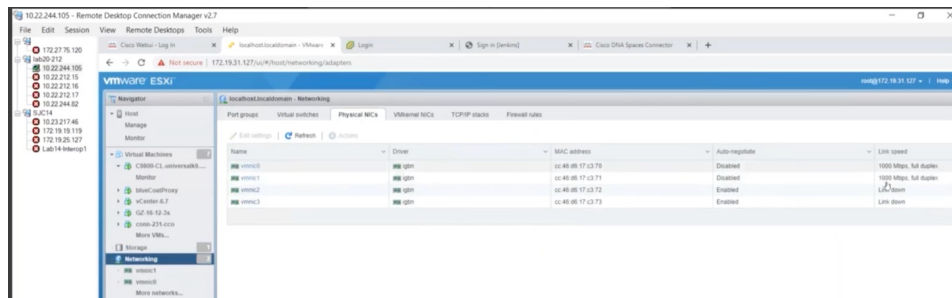 10.22.244.105 - Remote Desktop Connection Manager v2.7
File Edit Session View Remote Desktops Tools Help
172.27.75.120
lab20-212
10.22.244.105
10.22.212.15
10.22.212.16
10.22.212.17
10.22.244.82
SJC14
10.23.217.46
172.19.19.119
172.19.25.127
Lab14-Interop1
Cisco Webui - Log In
localhost.localdomain - VMware
Login
Sign in [Jenkins]
Cisco DNA Spaces Connector
Not secure 172.19.31.127/ui/#/host/networking/adapters
vmware ESXi
root@172.19.31.127 Help
Navigator
Host
Manage
Monitor
Virtual Machines
Monitor
blueCoatProxy
vCenter-6.7
GZ-16-12-3s
conn-231-cco
More VMs...
Storage 1
Networking 2
vmnic1
vmnic0
More networks...
localhost.localdomain - Networking
Port groups Virtual switches Physical NICs VMkernel NICs TCP/IP stacks Firewall rules
Edit settings Refresh Actions
Name Driver MAC address Auto-negotiate Link speed
vmnic0 igbn cc:46:d6:17:c3:70 Disabled 1000 Mbps, full duplex
vmnic1 igbn cc:46:d6:17:c3:71 Disabled 1000 Mbps, full duplex
vmnic2 igbn cc:46:d6:17:c3:72 Enabled Link down
vmnic3 igbn cc:46:d6:17:c3:73 Enabled Link down